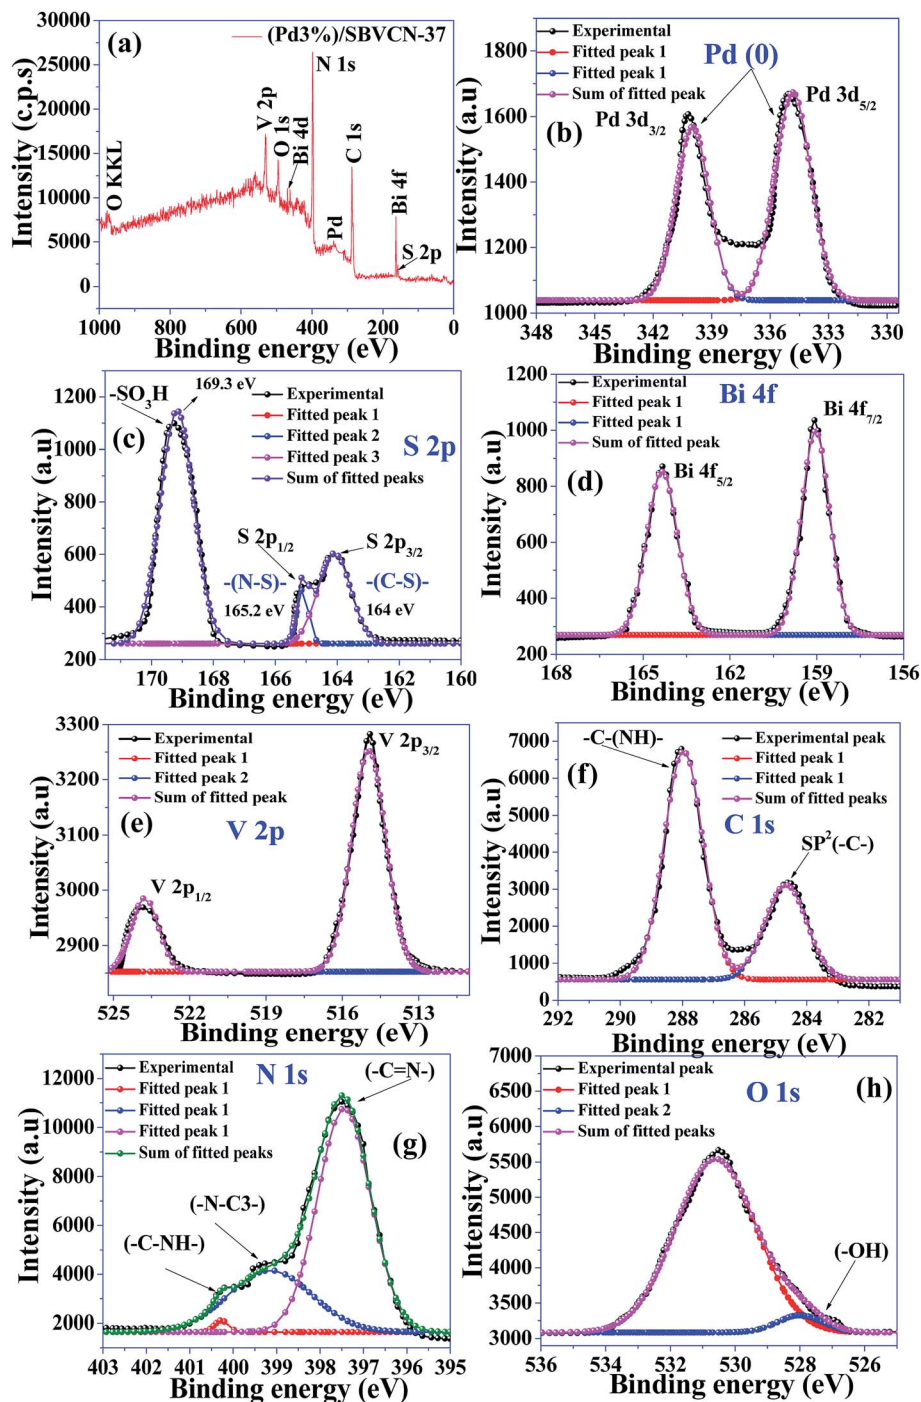 (a)
(Pd3%)/SBVCN-37
O KKL
V 2p
O 1s
Bi 4d
N 1s
Pd
C 1s
Bi 4f
S 2p
Intensity (c.p.s)
30000
25000
20000
15000
10000
5000
0
1000 800 600 400 200 0
Binding energy (eV)
(b)
Experimental
Fitted peak 1
Fitted peak 1
Sum of fitted peak
Pd (0)
Pd 3d3/2
Pd 3d5/2
Intensity (a.u)
1800
1600
1400
1200
1000
348 345 342 339 336 333 330
Binding energy (eV)
(c)
-SO3H
169.3 eV
Experimental
Fitted peak 1
Fitted peak 2
Fitted peak 3
Sum of fitted peaks
S 2p
S 2p1/2
S 2p3/2
-(N-S)-
-(C-S)-
165.2 eV
164 eV
Intensity (a.u)
1200
1000
800
600
400
200
170 168 166 164 162 160
Binding energy (eV)
(d)
Experimental
Fitted peak 1
Fitted peak 1
Sum of fitted peak
Bi 4f
Bi 4f5/2
Bi 4f7/2
Intensity (a.u)
1200
1000
800
600
400
200
168 165 162 159 156
Binding energy (eV)
(e)
Experimental
Fitted peak 1
Fitted peak 2
Sum of fitted peak
V 2p3/2
V 2p
V 2p1/2
Intensity (a.u)
3300
3250
3100
3000
2850
525 521 519 515 513
Binding energy (eV)
(f)
-C-(NH)-
Experimental peak
Fitted peak 1
Fitted peak 1
Sum of fitted peaks
C 1s
SP2(-C-)
Intensity (a.u)
7000
6000
5000
4000
3000
2000
1000
0
292 290 288 286 284 282
Binding energy (eV)
(g)
Experimental
Fitted peak 1
Fitted peak 1
Fitted peak 1
Sum of fitted peaks
N 1s
(-C=N-)
(-N-C3-)
(-C-NH-)
Intensity (a.u)
12000
10000
8000
6000
4000
2000
403 401 400 398 397 395
Binding energy (eV)
(h)
Experimental peak
Fitted peak 1
Fitted peak 2
Sum of fitted peaks
O 1s
(-OH)
Intensity (a.u)
7000
6500
6000
5500
5000
4500
4000
3500
3000
536 534 532 530 528 526
Binding energy (eV)